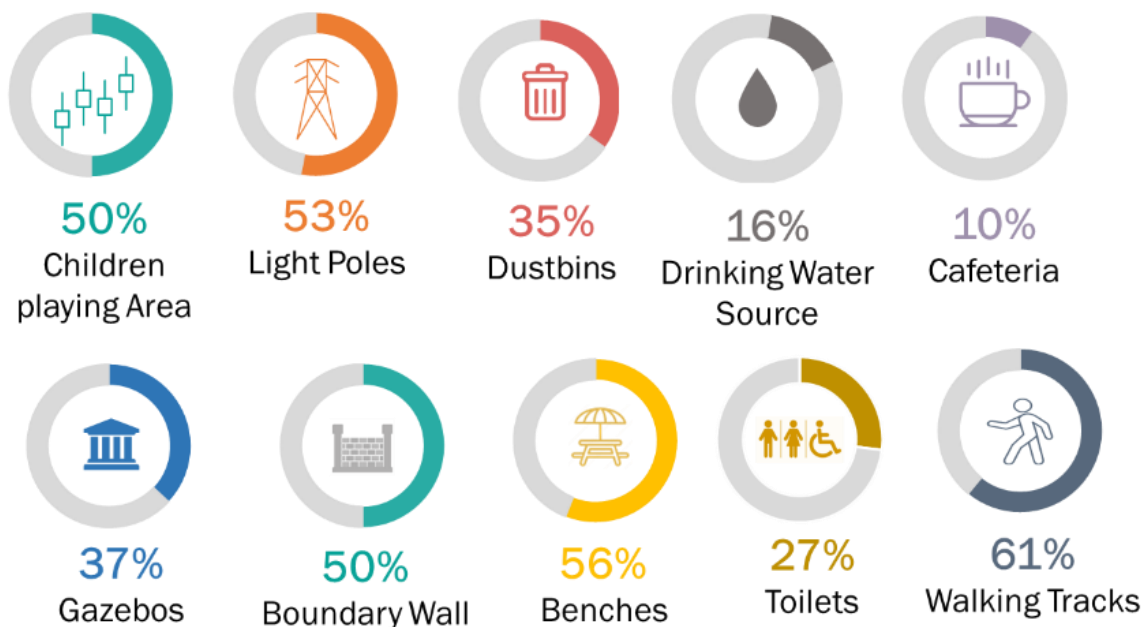 50%
Children
playing Area
53%
Light Poles
35%
Dustbins
16%
Drinking Water
Source
10%
Cafeteria
37%
Gazebos
50%
Boundary Wall
56%
Benches
27%
Toilets
61%
Walking Tracks